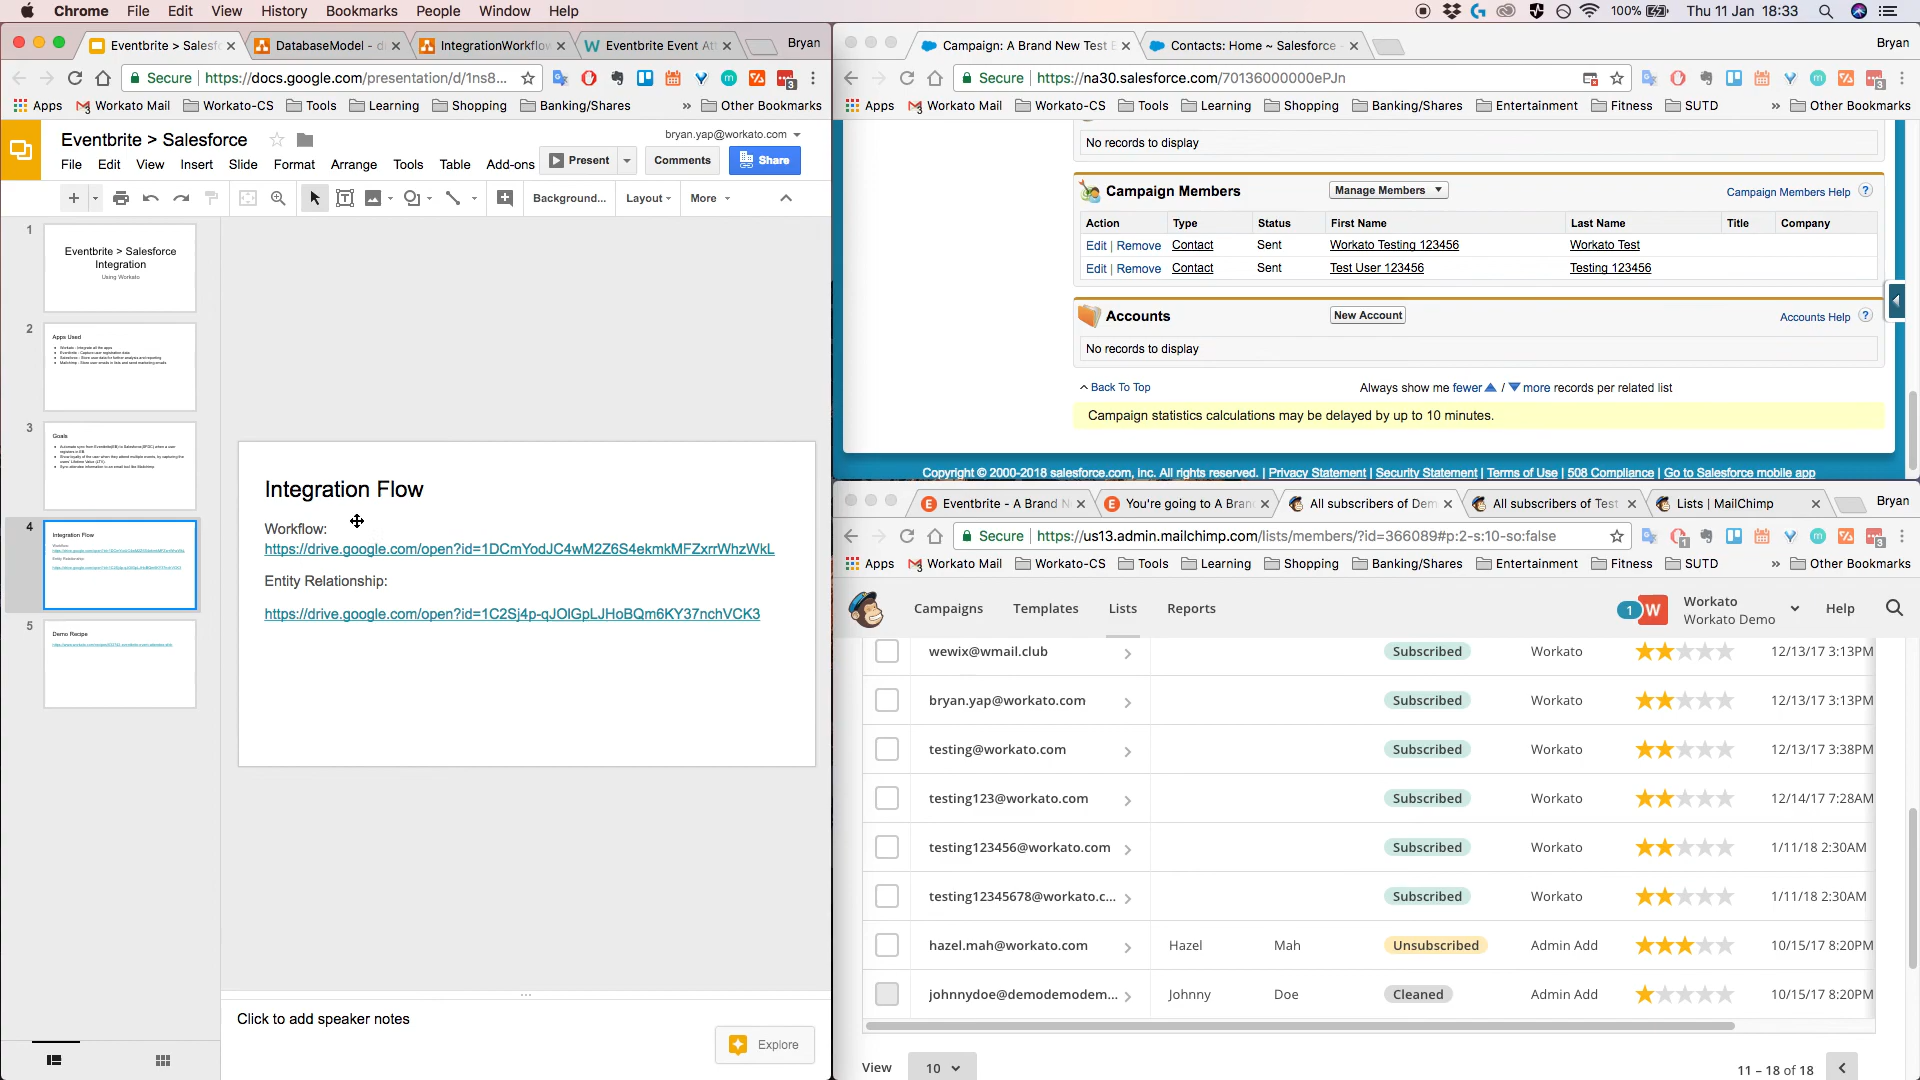 Chrome File Edit View History Bookmarks People Window Help
100% Thu 11 Jan 18:33
Eventbrite > Salesf
DatabaseModel - d
IntegrationWorkflow
Eventbrite Event At
Bryan
Secure https://docs.google.com/presentation/d/1ns8...
3
Apps Workato Mail Workato-CS Tools Learning Shopping Banking/Shares » Other Bookmarks
Eventbrite > Salesforce
bryan.yap@workato.com
File Edit View Insert Slide Format Arrange Tools Table Add-ons
Present Comments Share
Background... Layout More
1
Eventbrite > Salesforce
Integration
Using Workato
2
Apps Used
3
Goals
4
Integration Flow
5
Demo Recipe
Integration Flow
Workflow:
https://drive.google.com/open?id=1DCmYodJC4wM2Z6S4ekmkMFZxrrWhzWkL
Entity Relationship:
https://drive.google.com/open?id=1C2Sj4p-qJOlGpLJHoBQm6KY37nchVCK3
Click to add speaker notes
Explore
Campaign: A Brand New Test E
Contacts: Home ~ Salesforce
Bryan
Secure https://na30.salesforce.com/70136000000ePJn
3
Apps Workato Mail Workato-CS Tools Learning Shopping Banking/Shares Entertainment Fitness SUTD » Other Bookmarks
No records to display
Campaign Members
Manage Members
Campaign Members Help ?
Action Type Status First Name Last Name Title Company
Edit | Remove Contact Sent Workato Testing 123456 Workato Test
Edit | Remove Contact Sent Test User 123456 Testing 123456
Accounts
New Account
Accounts Help ?
No records to display
Back To Top
Always show me fewer / more records per related list
Campaign statistics calculations may be delayed by up to 10 minutes.
Copyright © 2000-2018 salesforce.com, inc. All rights reserved. | Privacy Statement | Security Statement | Terms of Use | 508 Compliance | Go to Salesforce mobile app
Eventbrite - A Brand N
You're going to A Bran
All subscribers of Dem
All subscribers of Test
Lists | MailChimp
Bryan
Secure https://us13.admin.mailchimp.com/lists/members/?id=366089#p:2-s:10-so:false
1
3
Apps Workato Mail Workato-CS Tools Learning Shopping Banking/Shares Entertainment Fitness SUTD » Other Bookmarks
Campaigns Templates Lists Reports
1 W
Workato
Workato Demo
Help
wewix@wmail.club Subscribed Workato 12/13/17 3:13PM
bryan.yap@workato.com Subscribed Workato 12/13/17 3:13PM
testing@workato.com Subscribed Workato 12/13/17 3:38PM
testing123@workato.com Subscribed Workato 12/14/17 7:28AM
testing123456@workato.com Subscribed Workato 1/11/18 2:30AM
testing12345678@workato.c... Subscribed Workato 1/11/18 2:30AM
hazel.mah@workato.com Hazel Mah Unsubscribed Admin Add 10/15/17 8:20PM
johnnydoe@demodemodem... Johnny Doe Cleaned Admin Add 10/15/17 8:20PM
View 10
11 – 18 of 18